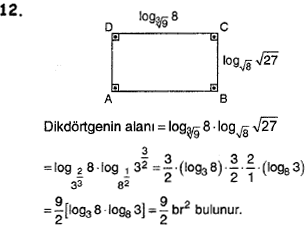 12.
log∛9 8
D C
log√8 √27
A B
Dikdörtgenin alanı = log∛9 8 · log√8 √27
= log_{3^{2/3}} 8 · log_{8^{1/2}} 3^{3/2} = 3/2 · (log₃8) · 3/2 · 2/1 · (log₈ 3)
= 9/2 [log₃ 8 · log₈ 3] = 9/2 br² bulunur.